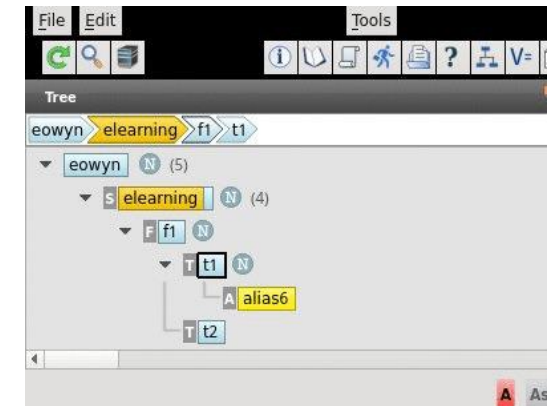 File Edit Tools
? V=
Tree
eowyn elearning f1 t1
eowyn N (5)
S elearning N (4)
F f1 N
T t1 N
A alias6
T t2
A As